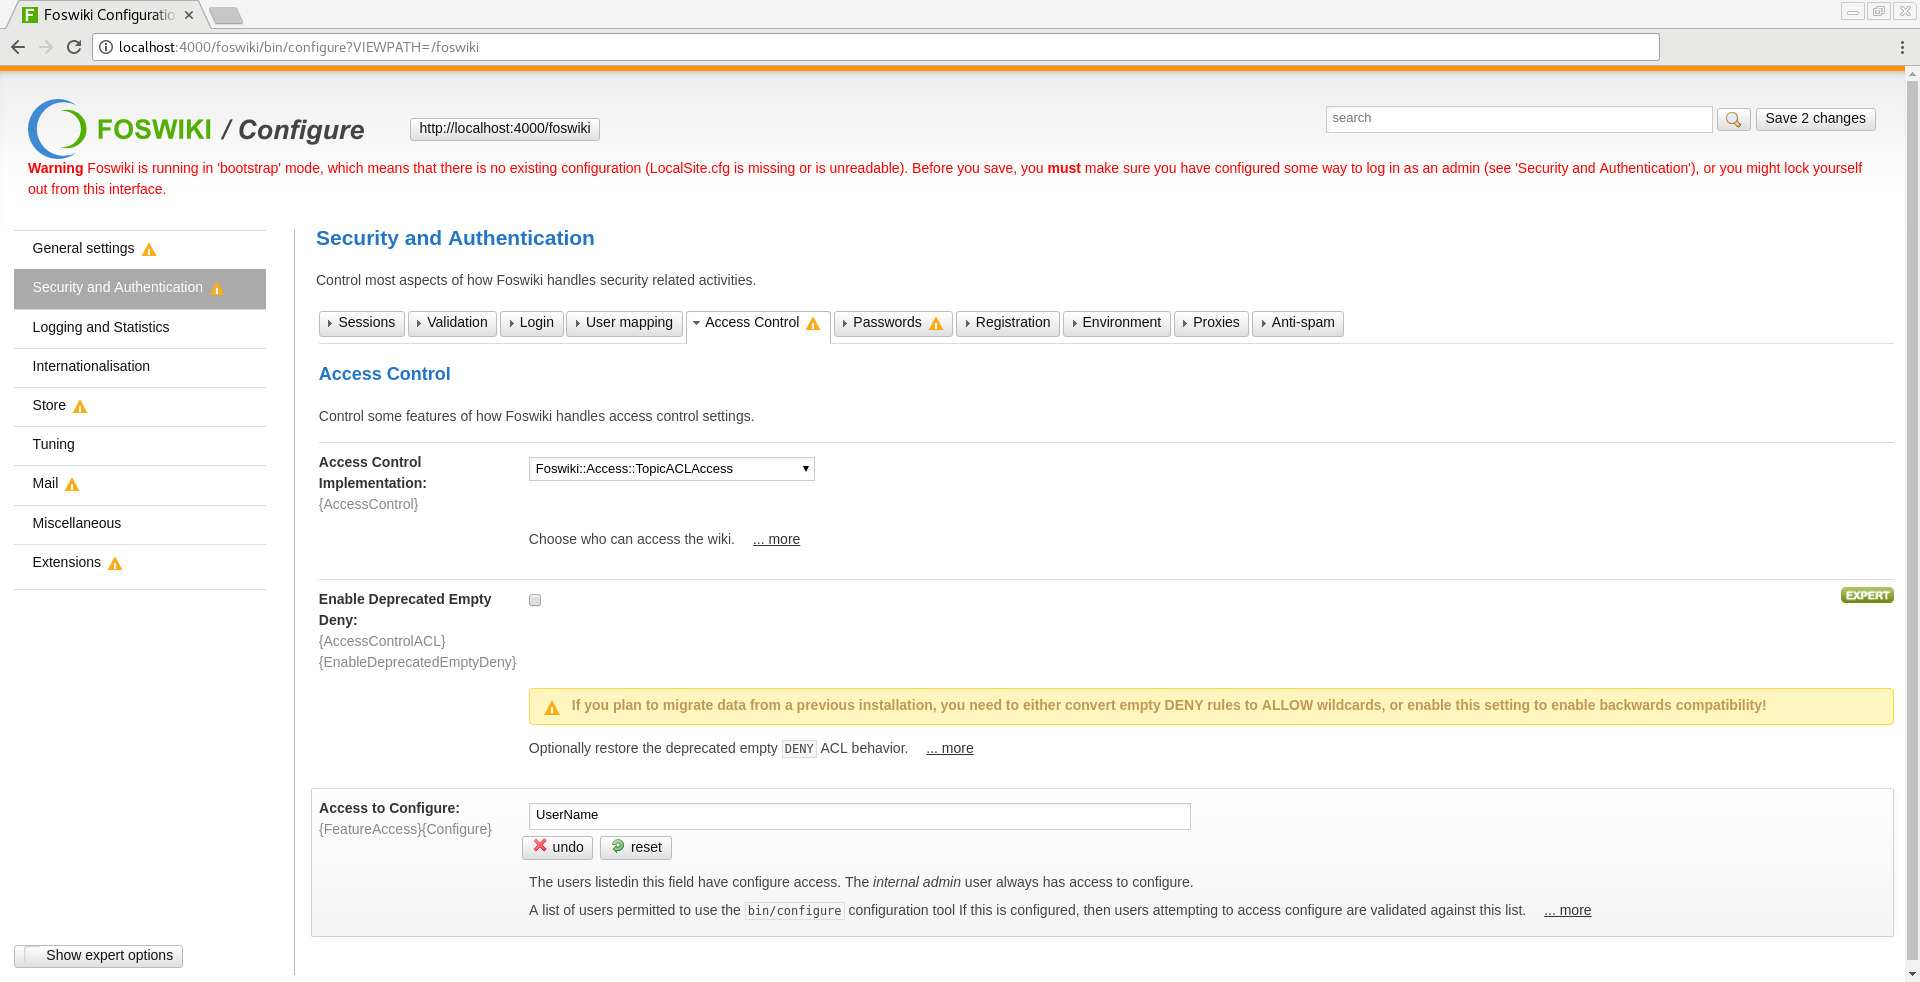 Foswiki Configuratio
localhost:4000/foswiki/bin/configure?VIEWPATH=/foswiki
FOSWIKI / Configure
http://localhost:4000/foswiki
search
Save 2 changes
Warning Foswiki is running in 'bootstrap' mode, which means that there is no existing configuration (LocalSite.cfg is missing or is unreadable). Before you save, you must make sure you have configured some way to log in as an admin (see 'Security and Authentication'), or you might lock yourself
out from this interface.
General settings
Security and Authentication
Logging and Statistics
Internationalisation
Store
Tuning
Mail
Miscellaneous
Extensions
Show expert options
Security and Authentication
Control most aspects of how Foswiki handles security related activities.
Sessions
Validation
Login
User mapping
Access Control
Passwords
Registration
Environment
Proxies
Anti-spam
Access Control
Control some features of how Foswiki handles access control settings.
Access Control
Implementation:
{AccessControl}
Foswiki::Access::TopicACLAccess
Choose who can access the wiki. ... more
Enable Deprecated Empty
Deny:
{AccessControlACL}
{EnableDeprecatedEmptyDeny}
EXPERT
If you plan to migrate data from a previous installation, you need to either convert empty DENY rules to ALLOW wildcards, or enable this setting to enable backwards compatibility!
Optionally restore the deprecated empty DENY ACL behavior. ... more
Access to Configure:
{FeatureAccess}{Configure}
UserName
undo
reset
The users listedin this field have configure access. The internal admin user always has access to configure.
A list of users permitted to use the bin/configure configuration tool If this is configured, then users attempting to access configure are validated against this list. ... more